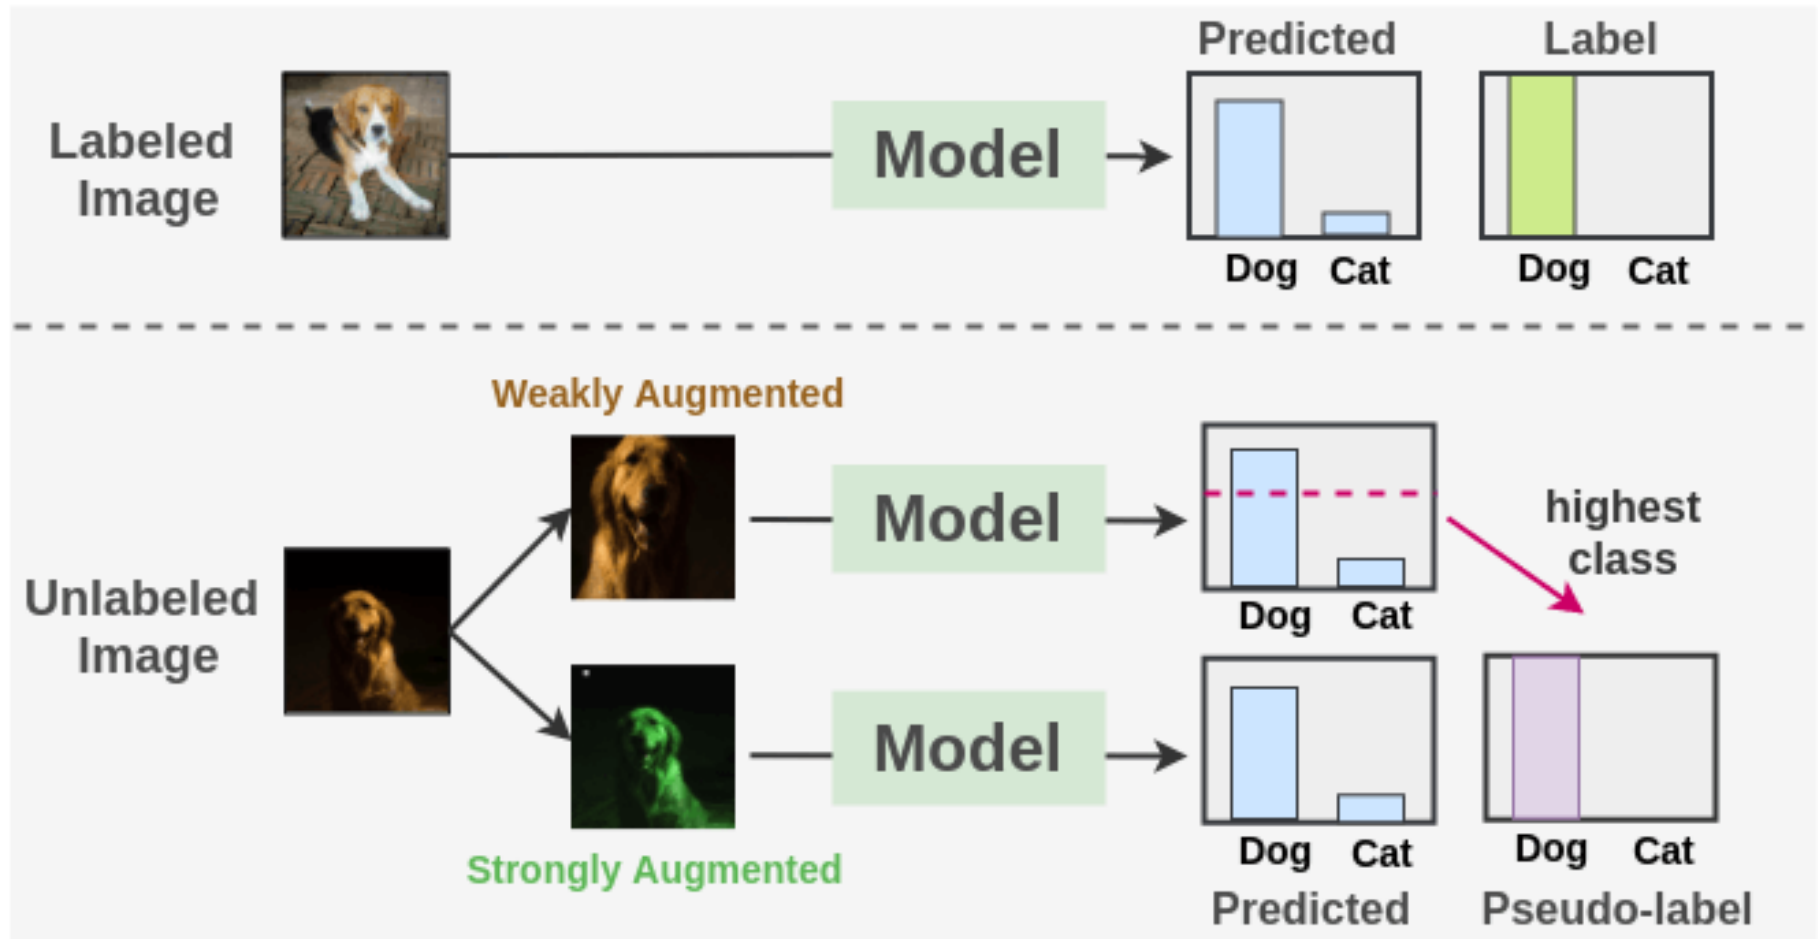 Predicted
Label
Labeled
Image
Model
Dog
Cat
Dog
Cat
Weakly Augmented
Model
highest
class
Dog
Cat
Unlabeled
Image
Model
Strongly Augmented
Dog
Cat
Dog
Cat
Predicted
Pseudo-label